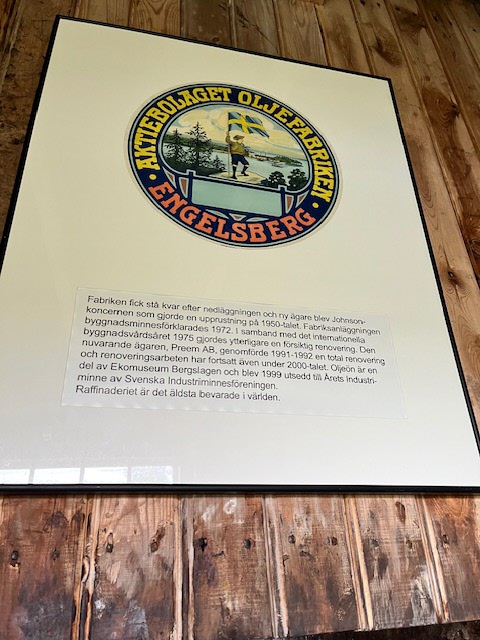 AKTIEBOLAGET OLJEFABRIKEN
ENGELSBERG
Fabriken fick stå kvar efter nedläggningen och ny ägare blev Johnson-
koncernen som gjorde en upprustning på 1950-talet. Fabriksanläggningen
byggnadsminnesförklarades 1972. I samband med det internationella
byggnadsvårdsåret 1975 gjordes ytterligare en försiktig renovering. Den
nuvarande ägaren, Preem AB, genomförde 1991-1992 en total renovering
och renoveringsarbeten har fortsatt även under 2000-talet. Oljeön är en
del av Ekomuseum Bergslagen och blev 1999 utsedd till Årets Industri-
minne av Svenska Industriminnesföreningen.
Raffinaderiet är det äldsta bevarade i världen.